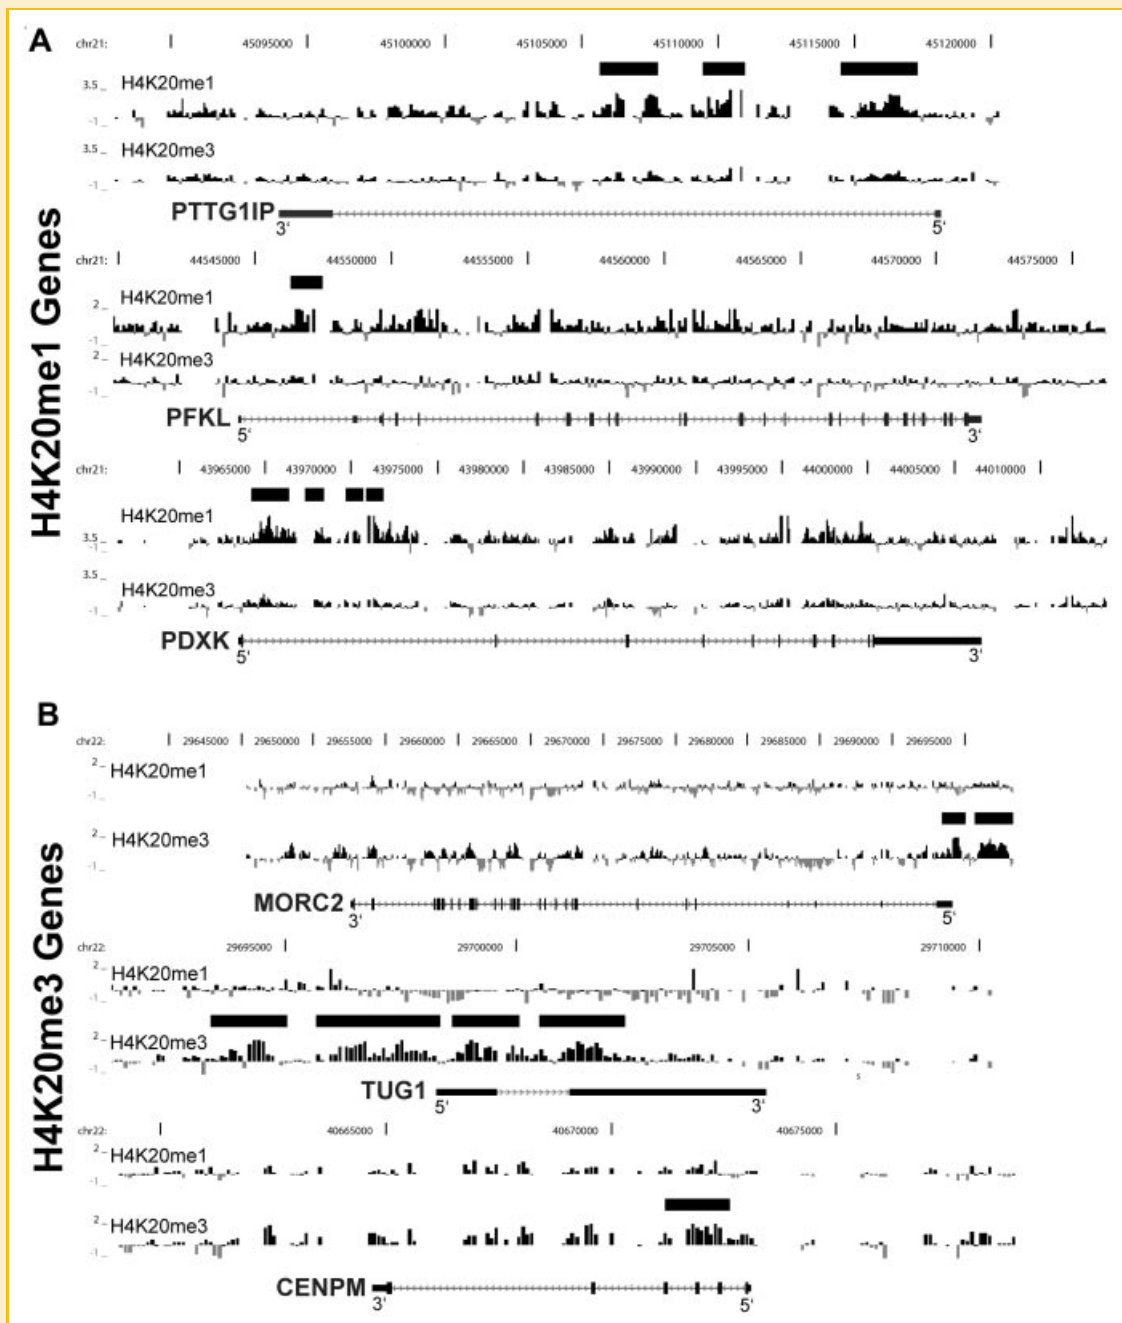 A
chr21: 45095000 45100000 45105000 45110000 45115000 45120000
3.5 H4K20me1
-1
3.5 H4K20me3
-1
PTTG1IP
3' 5'
H4K20me1 Genes
chr21: 44545000 44550000 44555000 44560000 44565000 44570000 44575000
H4K20me1
2
-1
H4K20me3
2
-1
PFKL
5' 3'
chr21: 43965000 43970000 43975000 43980000 43985000 43990000 43995000 44000000 44005000 44010000
H4K20me1
3.5
-1
3.5
H4K20me3
-1
PDXK
5' 3'
B
chr22: 29645000 29650000 29655000 29660000 29665000 29670000 29675000 29680000 29685000 29690000 29695000
2 H4K20me1
-1
2 H4K20me3
-1
MORC2
3' 5'
H4K20me3 Genes
chr22: 29695000 29700000 29705000 29710000
2 H4K20me1
-1
2 H4K20me3
-1
s
TUG1
5' 3'
chr22: 40665000 40670000 40675000
2 H4K20me1
-1
2 H4K20me3
-1
CENPM
3' 5'